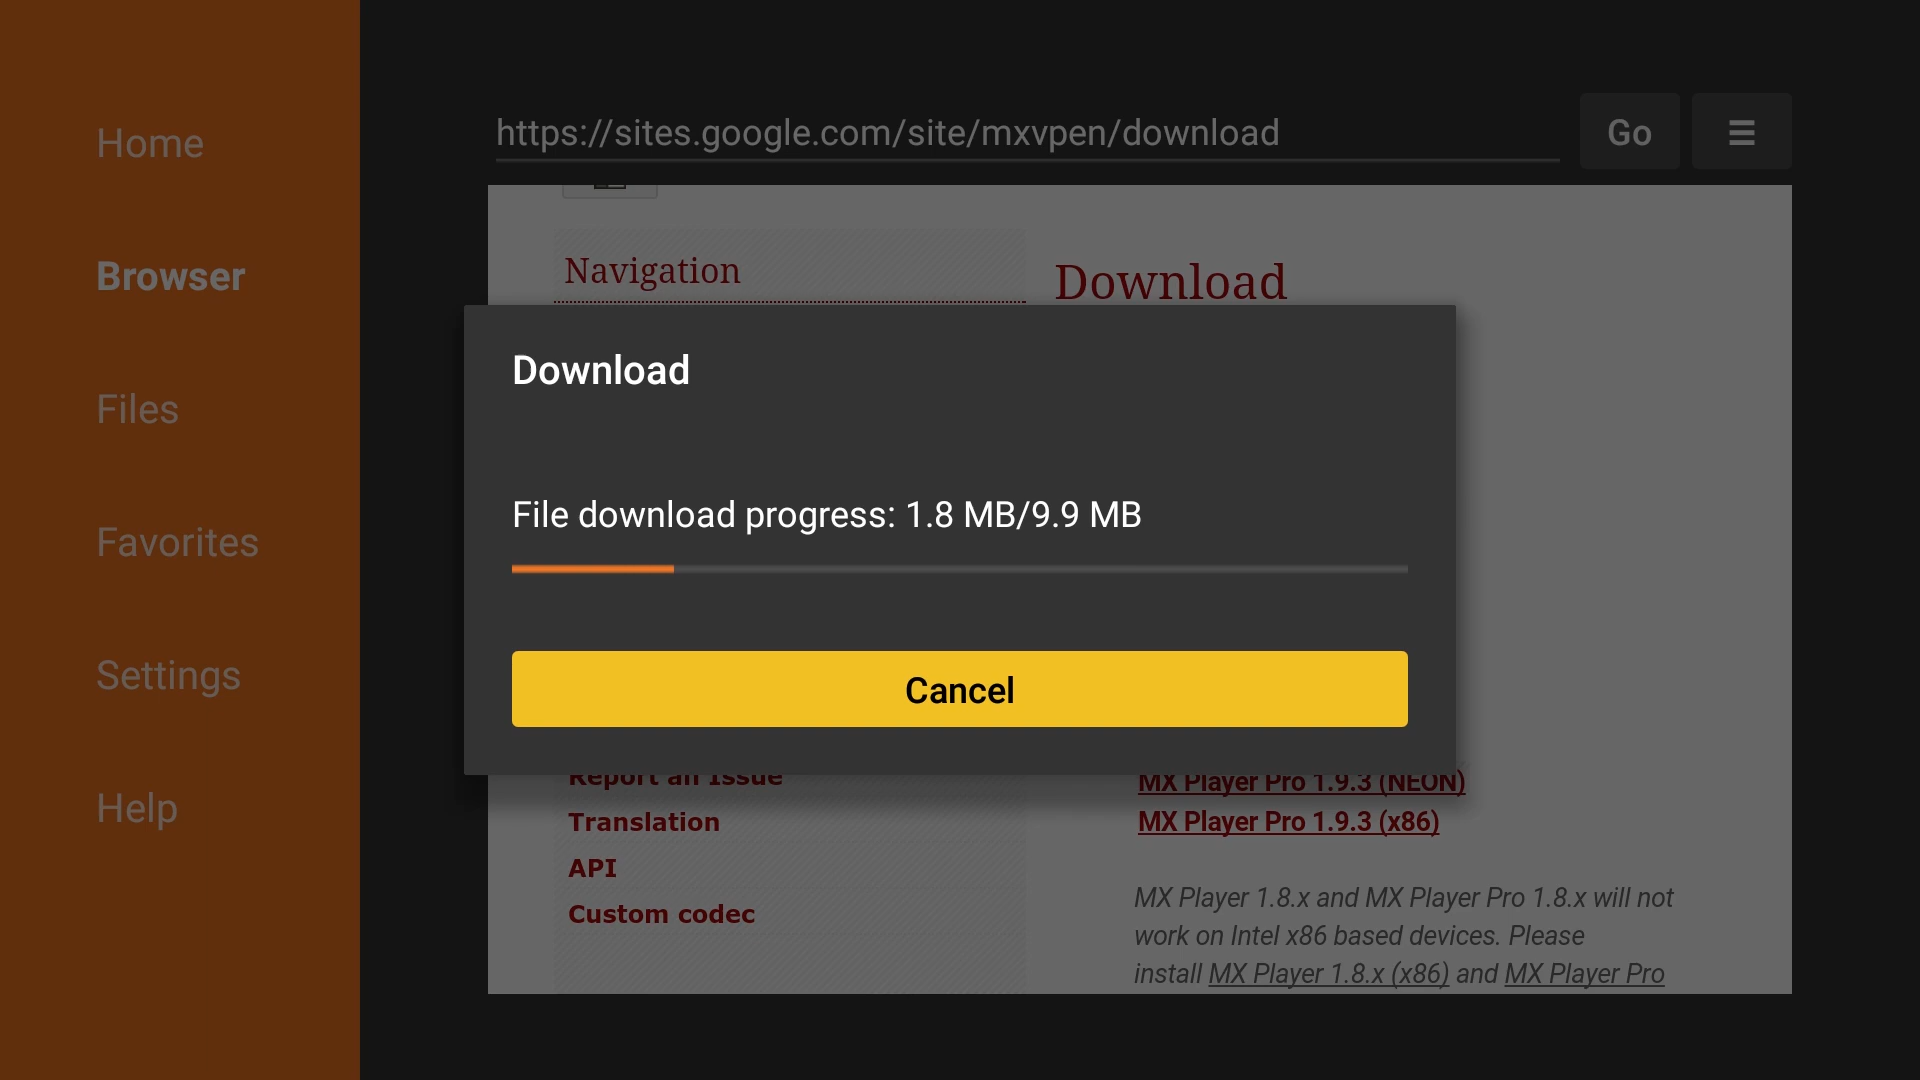 Home
Browser
Files
Favorites
Settings
Help
https://sites.google.com/site/mxvpen/download
Go
Navigation
Download
Download
File download progress: 1.8 MB/9.9 MB
Cancel
Report an Issue
Translation
API
Custom codec
MX Player Pro 1.9.3 (NEON)
MX Player Pro 1.9.3 (x86)
MX Player 1.8.x and MX Player Pro 1.8.x will not
work on Intel x86 based devices. Please
install MX Player 1.8.x (x86) and MX Player Pro